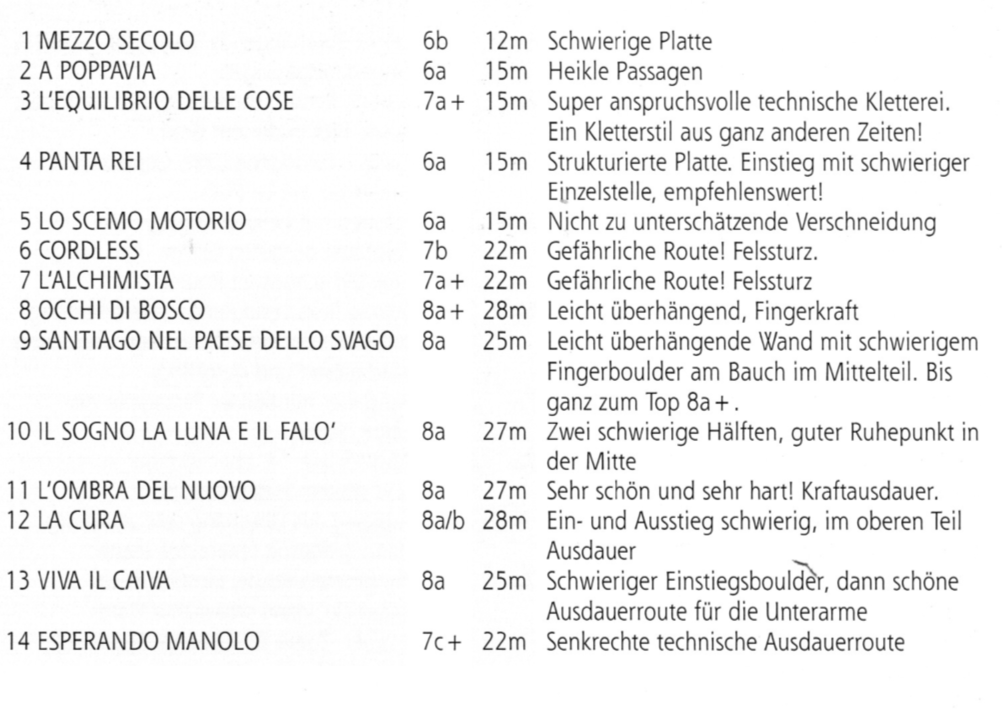 1 MEZZO SECOLO 6b 12m Schwierige Platte
2 A POPPAVIA 6a 15m Heikle Passagen
3 L'EQUILIBRIO DELLE COSE 7a+ 15m Super anspruchsvolle technische Kletterei.
Ein Kletterstil aus ganz anderen Zeiten!
4 PANTA REI 6a 15m Strukturierte Platte. Einstieg mit schwieriger
Einzelstelle, empfehlenswert!
5 LO SCEMO MOTORIO 6a 15m Nicht zu unterschätzende Verschneidung
6 CORDLESS 7b 22m Gefährliche Route! Felssturz.
7 L'ALCHIMISTA 7a+ 22m Gefährliche Route! Felssturz
8 OCCHI DI BOSCO 8a+ 28m Leicht überhängend, Fingerkraft
9 SANTIAGO NEL PAESE DELLO SVAGO 8a 25m Leicht überhängende Wand mit schwierigem
Fingerboulder am Bauch im Mittelteil. Bis
ganz zum Top 8a+.
10 IL SOGNO LA LUNA E IL FALO' 8a 27m Zwei schwierige Hälften, guter Ruhepunkt in
der Mitte
11 L'OMBRA DEL NUOVO 8a 27m Sehr schön und sehr hart! Kraftausdauer.
12 LA CURA 8a/b 28m Ein- und Ausstieg schwierig, im oberen Teil
Ausdauer
13 VIVA IL CAIVA 8a 25m Schwieriger Einstiegsboulder, dann schöne
Ausdauerroute für die Unterarme
14 ESPERANDO MANOLO 7c+ 22m Senkrechte technische Ausdauerroute